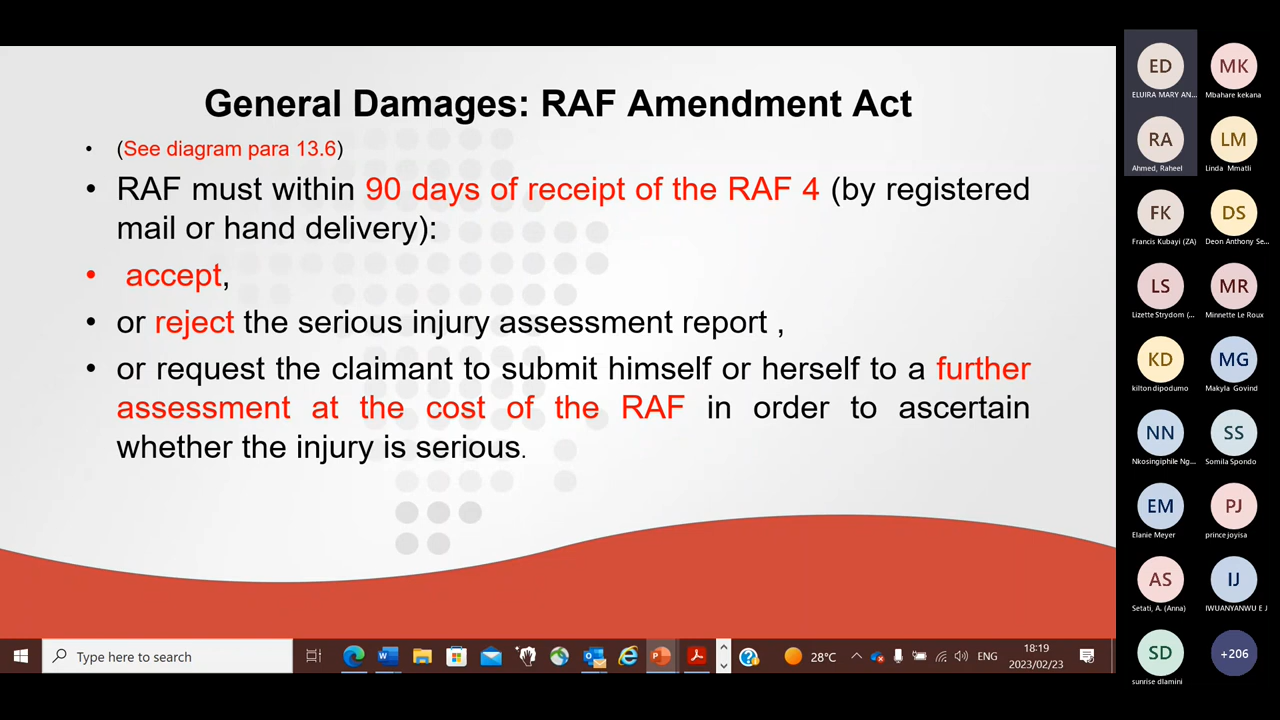 General Damages: RAF Amendment Act
• (See diagram para 13.6)
• RAF must within 90 days of receipt of the RAF 4 (by registered
mail or hand delivery):
• accept,
• or reject the serious injury assessment report ,
• or request the claimant to submit himself or herself to a further
assessment at the cost of the RAF in order to ascertain
whether the injury is serious.
ED
ELUIRA MARY AN...
MK
Mbahare kekana
RA
Ahmed, Raheel
LM
Linda Mmatli
FK
Francis Kubayi (ZA)
DS
Deon Anthony Se...
LS
Lizette Strydom (...
MR
Minnette Le Roux
KD
kilton dipodumo
MG
Makyla Govind
NN
Nkosingiphile Ng...
SS
Somila Spondo
EM
Elanie Meyer
PJ
prince joyisa
AS
Setati, A. (Anna)
IJ
IWUANYANWU E J
SD
sunrise dlamini
+206
Type here to search
28°C
ENG
18:19
2023/02/23